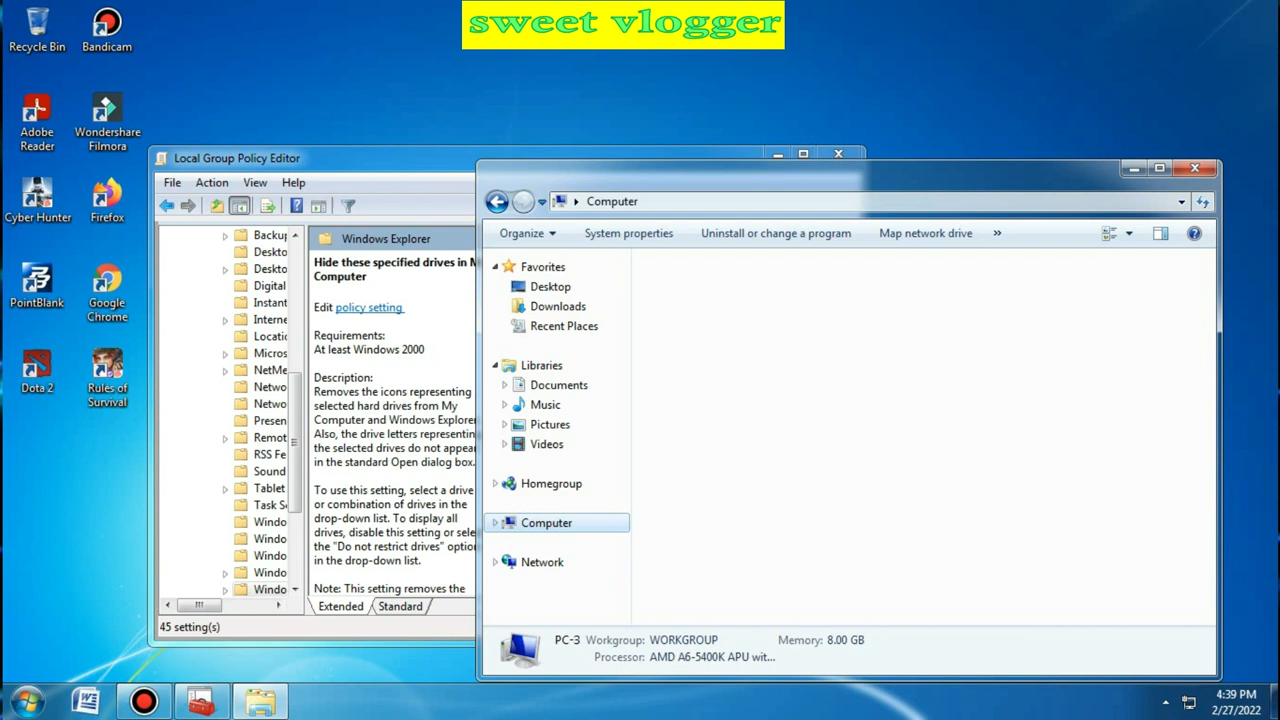 sweet vlogger
Recycle Bin
Bandicam
Adobe
Reader
Wondershare
Filmora
Cyber Hunter
Firefox
PointBlank
Google
Chrome
Dota 2
Rules of
Survival
Local Group Policy Editor
File Action View Help
Backup
Deskto
Deskto
Digital
Instant
Interne
Locatio
Micros
NetMe
Netwo
Netwo
Presen
Remot
RSS Fe
Sound
Tablet
Task S
Windo
Windo
Windo
Windo
Windo
Windows Explorer
Hide these specified drives in M
Computer
Edit policy setting
Requirements:
At least Windows 2000
Description:
Removes the icons representing
selected hard drives from My
Computer and Windows Explorer
Also, the drive letters representin
the selected drives do not appear
in the standard Open dialog box.
To use this setting, select a drive
or combination of drives in the
drop-down list. To display all
drives, disable this setting or sele
the "Do not restrict drives" optio
in the drop-down list.
Note: This setting removes the
Extended Standard
45 setting(s)
Computer
Organize System properties Uninstall or change a program Map network drive »
Favorites
Desktop
Downloads
Recent Places
Libraries
Documents
Music
Pictures
Videos
Homegroup
Computer
Network
PC-3 Workgroup: WORKGROUP Memory: 8.00 GB
Processor: AMD A6-5400K APU wit...
4:39 PM
2/27/2022